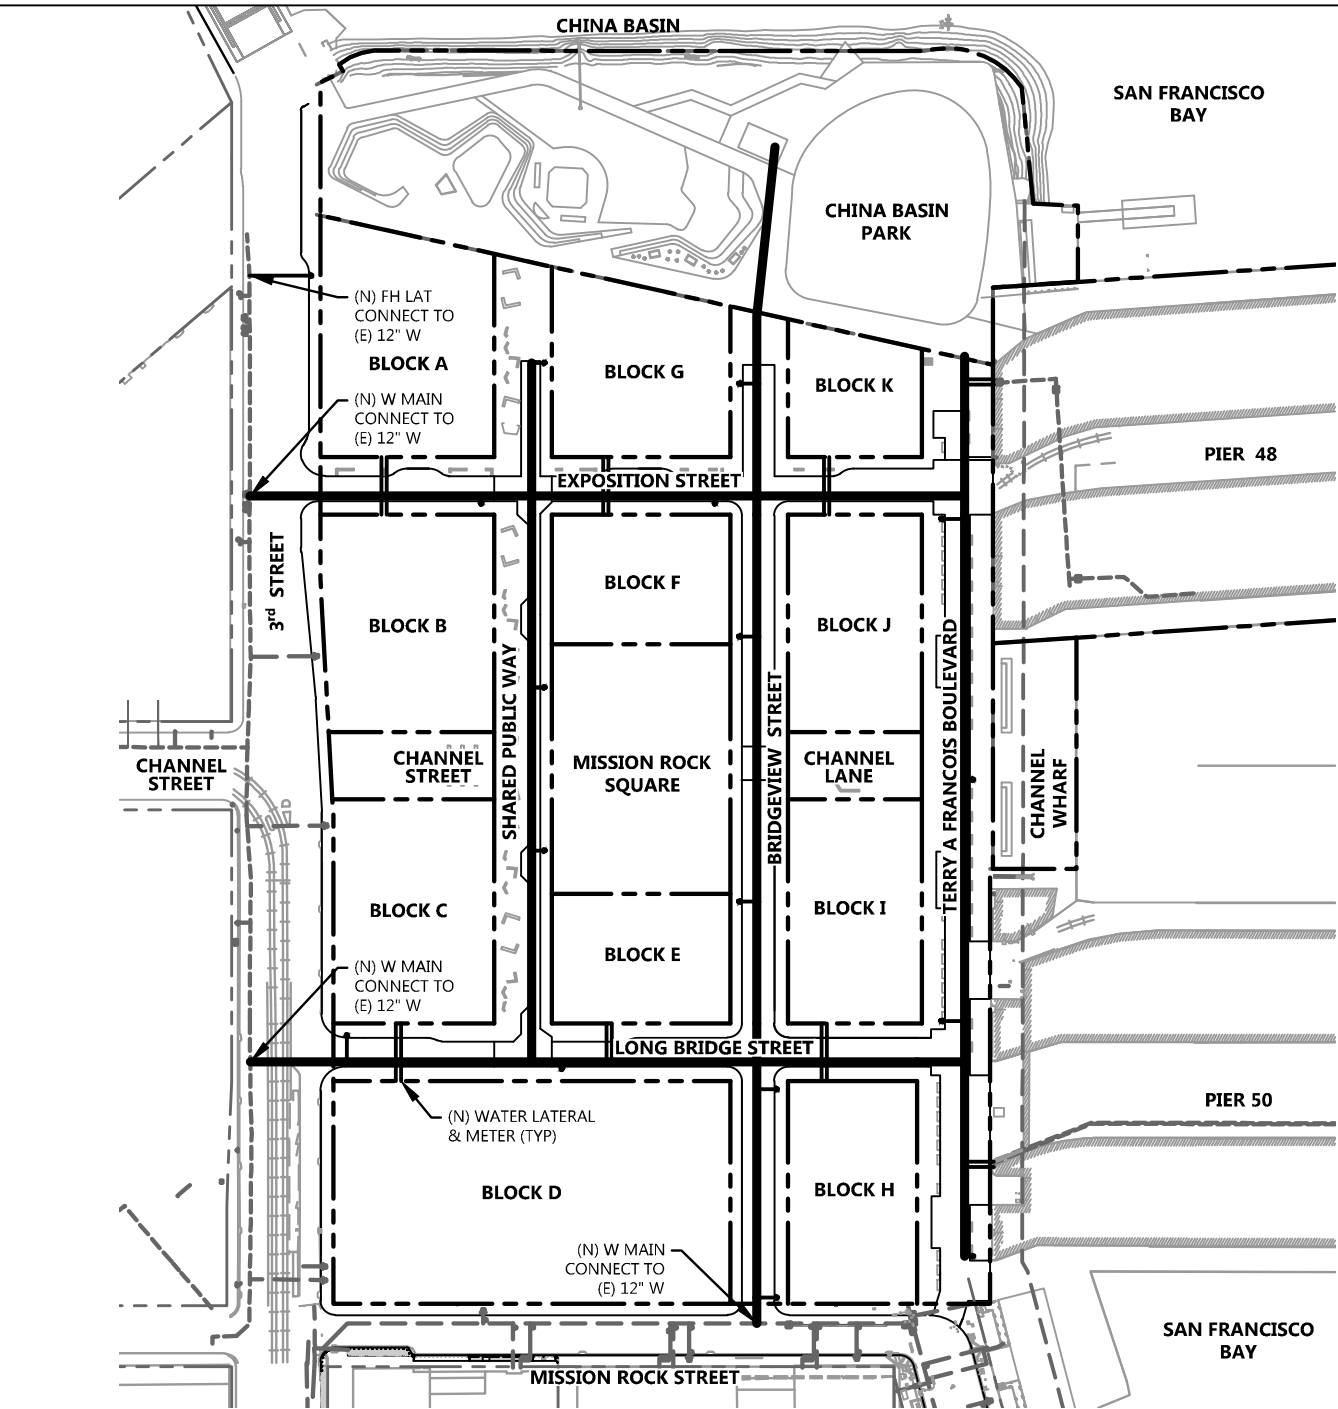 CHINA BASIN
SAN FRANCISCO
BAY
CHINA BASIN
PARK
(N) FH LAT
CONNECT TO
(E) 12" W
BLOCK A
BLOCK G
BLOCK K
(N) W MAIN
CONNECT TO
(E) 12" W
PIER 48
EXPOSITION STREET
3rd STREET
BLOCK F
BLOCK B
BLOCK J
SHARED PUBLIC WAY
BRIDGEVIEW STREET
TERRY A FRANCOIS BOULEVARD
CHANNEL
STREET
CHANNEL
STREET
MISSION ROCK
SQUARE
CHANNEL
LANE
CHANNEL
WHARF
BLOCK C
BLOCK I
BLOCK E
(N) W MAIN
CONNECT TO
(E) 12" W
LONG BRIDGE STREET
PIER 50
(N) WATER LATERAL
& METER (TYP)
BLOCK D
BLOCK H
(N) W MAIN
CONNECT TO
(E) 12" W
SAN FRANCISCO
BAY
MISSION ROCK STREET